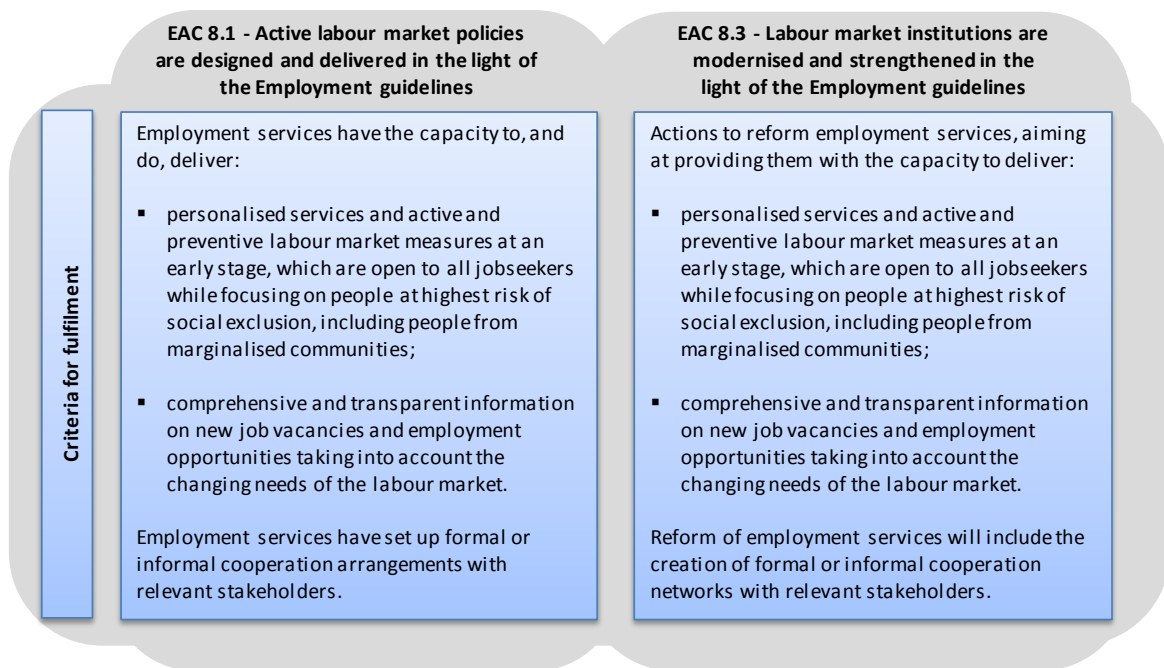 EAC 8.1 - Active labour market policies
are designed and delivered in the light of
the Employment guidelines
EAC 8.3 - Labour market institutions are
modernised and strengthened in the
light of the Employment guidelines
Criteria for fulfilment
Employment services have the capacity to, and
do, deliver:
▪ personalised services and active and
preventive labour market measures at an
early stage, which are open to all jobseekers
while focusing on people at highest risk of
social exclusion, including people from
marginalised communities;
▪ comprehensive and transparent information
on new job vacancies and employment
opportunities taking into account the
changing needs of the labour market.
Employment services have set up formal or
informal cooperation arrangements with
relevant stakeholders.
Actions to reform employment services, aiming
at providing them with the capacity to deliver:
▪ personalised services and active and
preventive labour market measures at an
early stage, which are open to all jobseekers
while focusing on people at highest risk of
social exclusion, including people from
marginalised communities;
▪ comprehensive and transparent information
on new job vacancies and employment
opportunities taking into account the
changing needs of the labour market.
Reform of employment services will include the
creation of formal or informal cooperation
networks with relevant stakeholders.